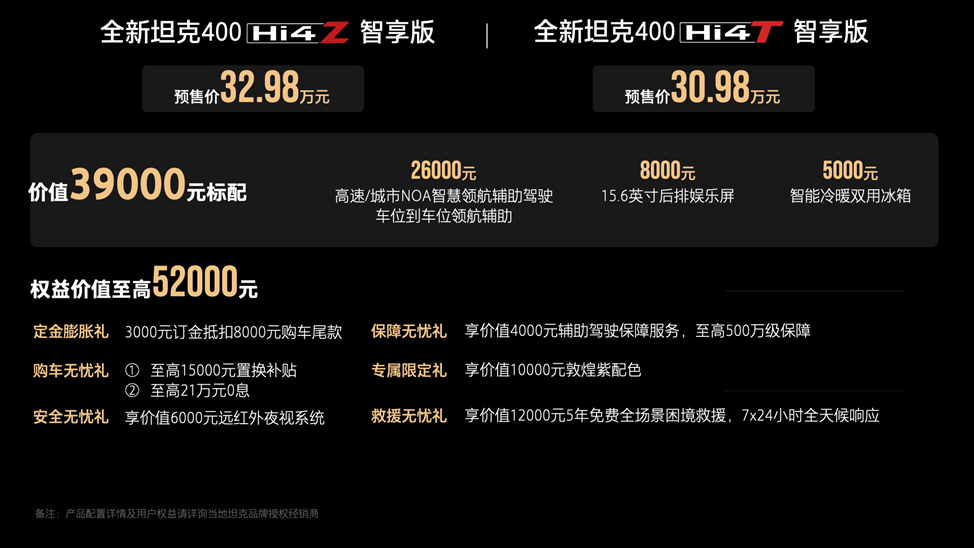 全新坦克400 Hi4Z 智享版 | 全新坦克400 Hi4T 智享版
预售价32.98万元
预售价30.98万元
价值39000元标配
26000元
高速/城市NOA智慧领航辅助驾驶
车位到车位领航辅助
8000元
15.6英寸后排娱乐屏
5000元
智能冷暖双用冰箱
权益价值至高52000元
定金膨胀礼 3000元订金抵扣8000元购车尾款
购车无忧礼 ① 至高15000元置换补贴
② 至高21万元0息
安全无忧礼 享价值6000元远红外夜视系统
保障无忧礼 享价值4000元辅助驾驶保障服务，至高500万级保障
专属限定礼 享价值10000元敦煌紫配色
救援无忧礼 享价值12000元5年免费全场景困境救援，7x24小时全天候响应
备注：产品配置详情及用户权益请详询当地坦克品牌授权经销商